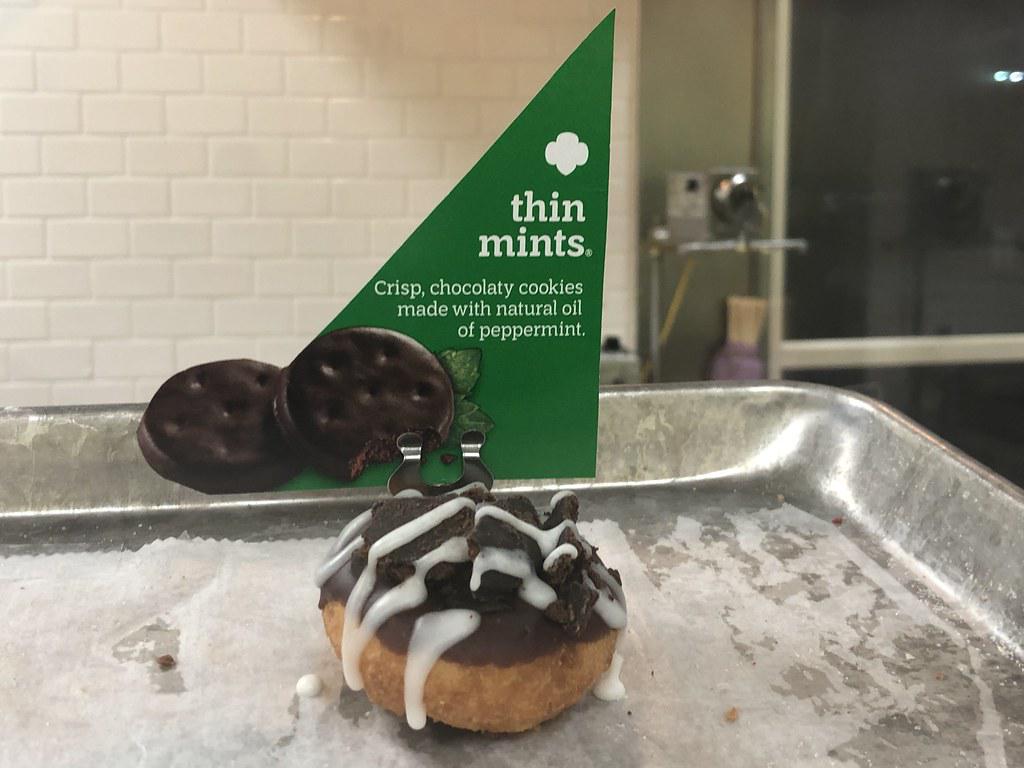 thin
mints®
Crisp, chocolaty cookies
made with natural oil
of peppermint.